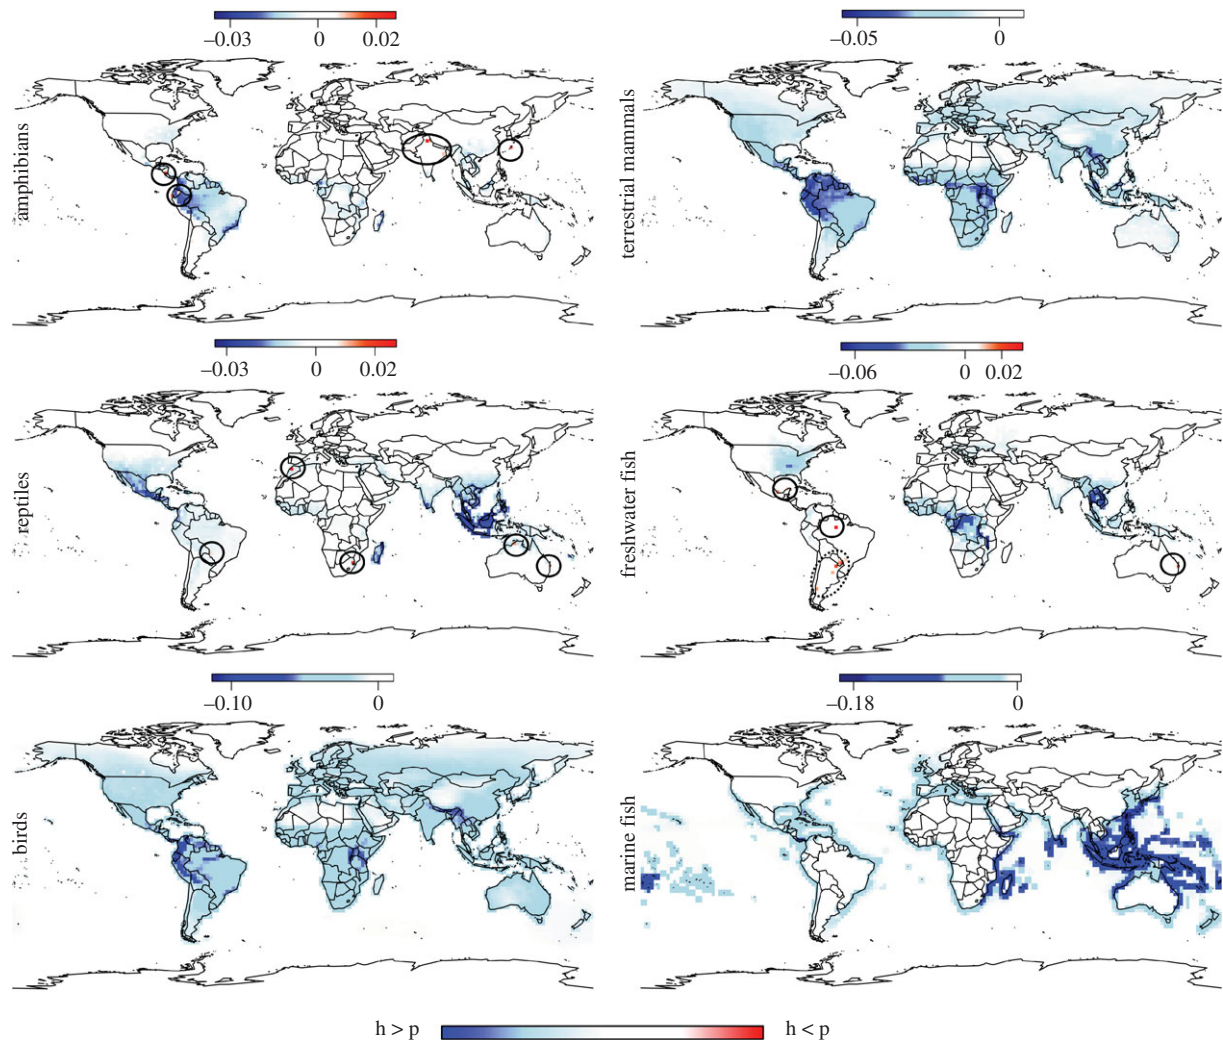 −0.03 0 0.02
amphibians
−0.05 0
terrestrial mammals
−0.03 0 0.02
reptiles
−0.06 0 0.02
freshwater fish
−0.10 0
birds
−0.18 0
marine fish
h > p h < p